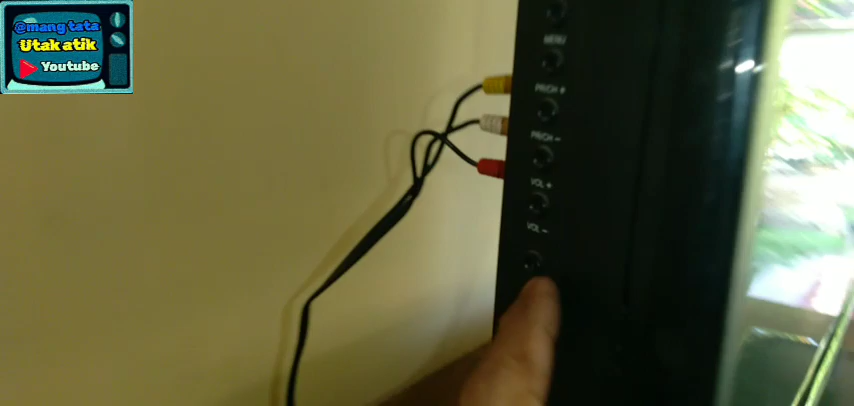 @mang tata
Utak atik
Youtube
MENU
PR/CH +
PR/CH -
VOL +
VOL -